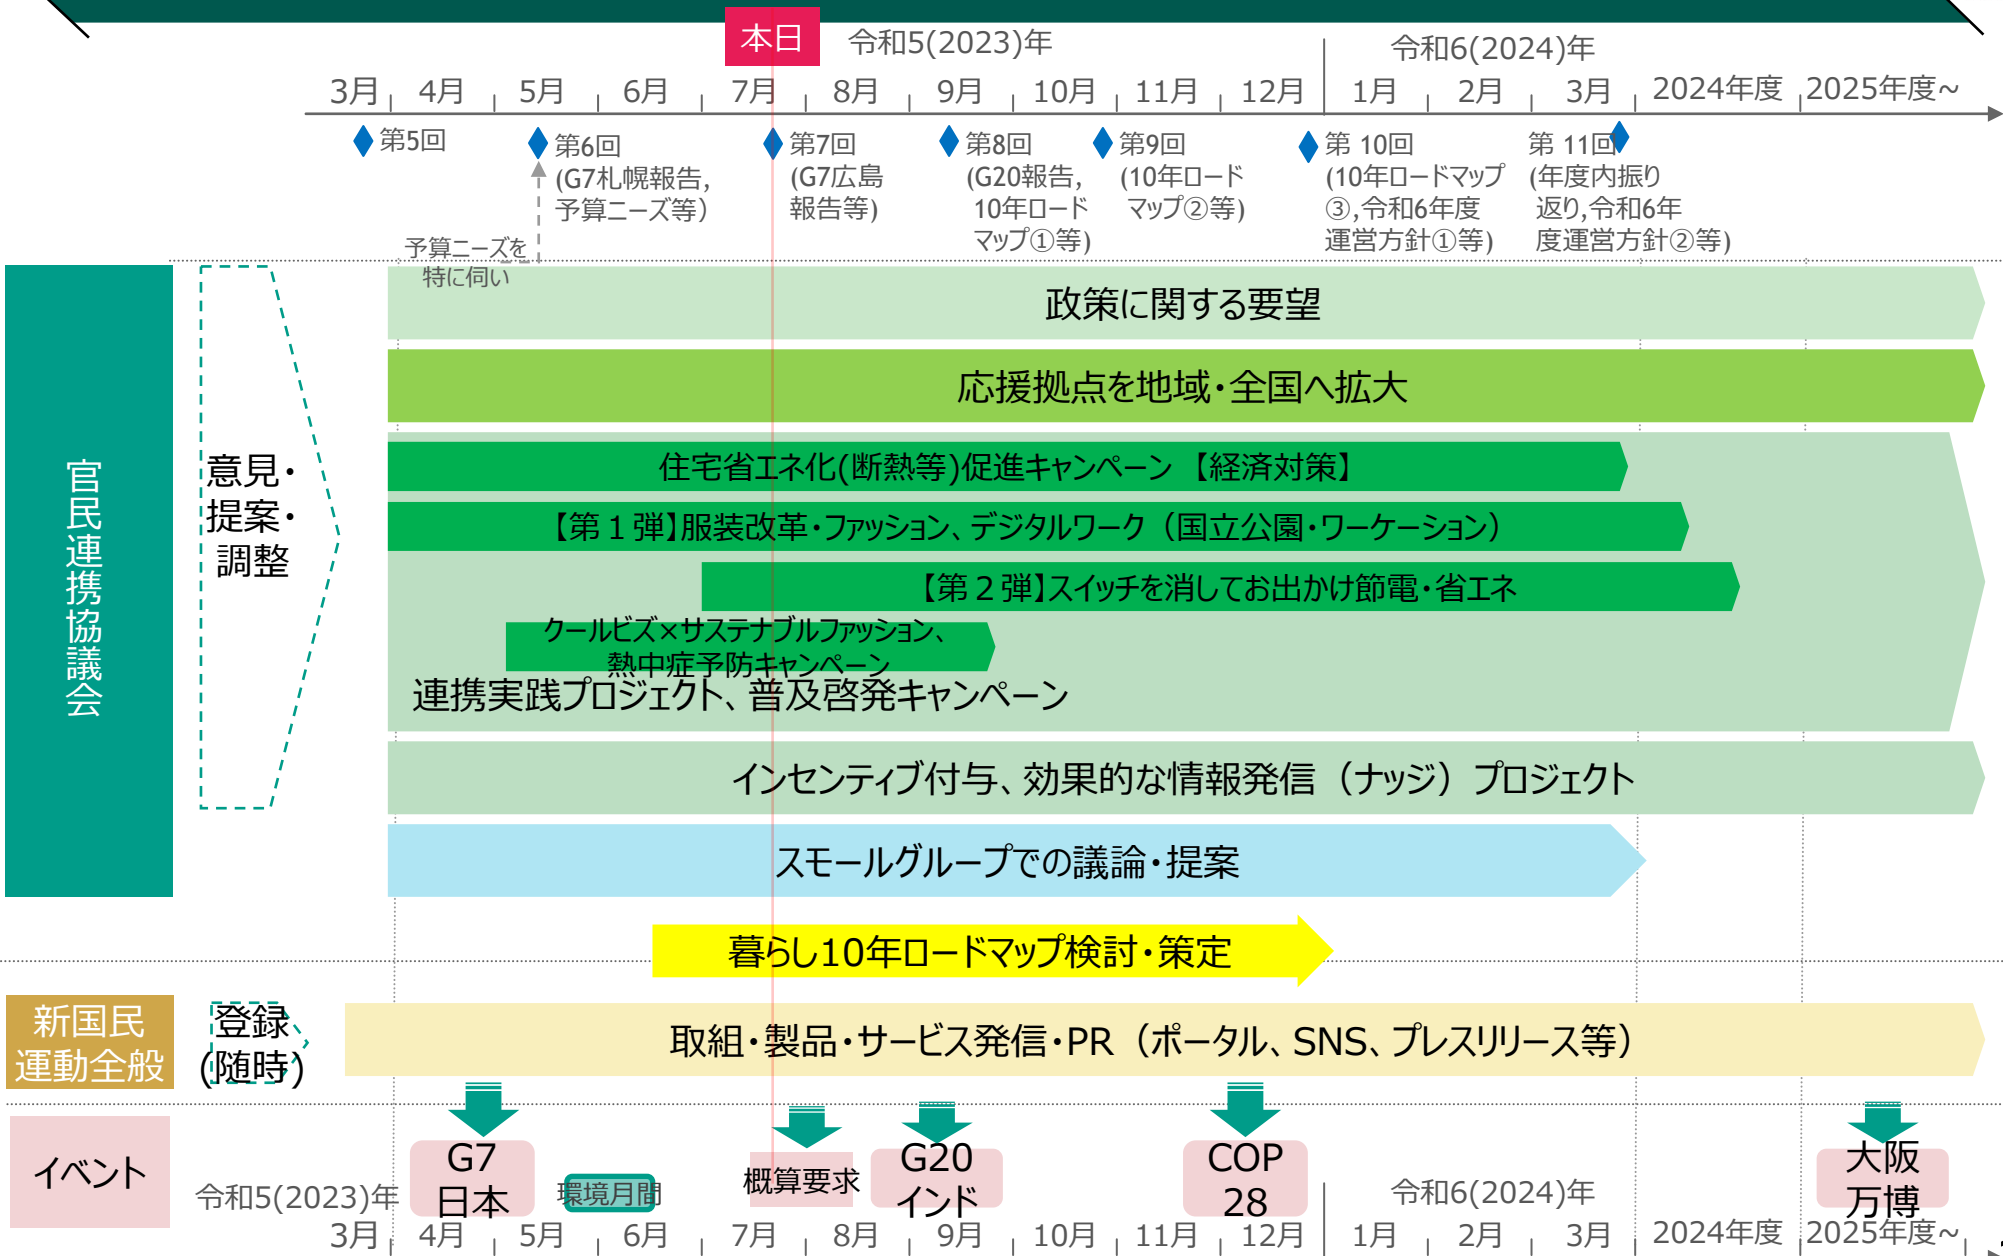 本日
令和5(2023)年
令和6(2024)年
3月 4月 5月 6月 7月 8月 9月 10月 11月 12月 1月 2月 3月 2024年度 2025年度~
第5回
第6回
(G7札幌報告,
予算ニーズ等)
第7回
(G7広島
報告等)
第8回
(G20報告,
10年ロード
マップ①等)
第9回
(10年ロード
マップ②等)
第 10回
(10年ロードマップ
③,令和6年度
運営方針①等)
第 11回
(年度内振り
返り,令和6年
度運営方針②等)
予算ニーズを
特に伺い
官民連携協議会
意見・
提案・
調整
政策に関する要望
応援拠点を地域・全国へ拡大
住宅省エネ化(断熱等)促進キャンペーン 【経済対策】
【第1弾】服装改革・ファッション、デジタルワーク（国立公園・ワーケーション）
【第2弾】スイッチを消してお出かけ節電・省エネ
クールビズ×サステナブルファッション、
熱中症予防キャンペーン
連携実践プロジェクト、普及啓発キャンペーン
インセンティブ付与、効果的な情報発信（ナッジ）プロジェクト
スモールグループでの議論・提案
暮らし10年ロードマップ検討・策定
新国民
運動全般
登録
(随時)
取組・製品・サービス発信・PR（ポータル、SNS、プレスリリース等）
イベント
G7
日本
環境月間
概算要求
G20
インド
COP
28
大阪
万博
令和5(2023)年
令和6(2024)年
3月 4月 5月 6月 7月 8月 9月 10月 11月 12月 1月 2月 3月 2024年度 2025年度~